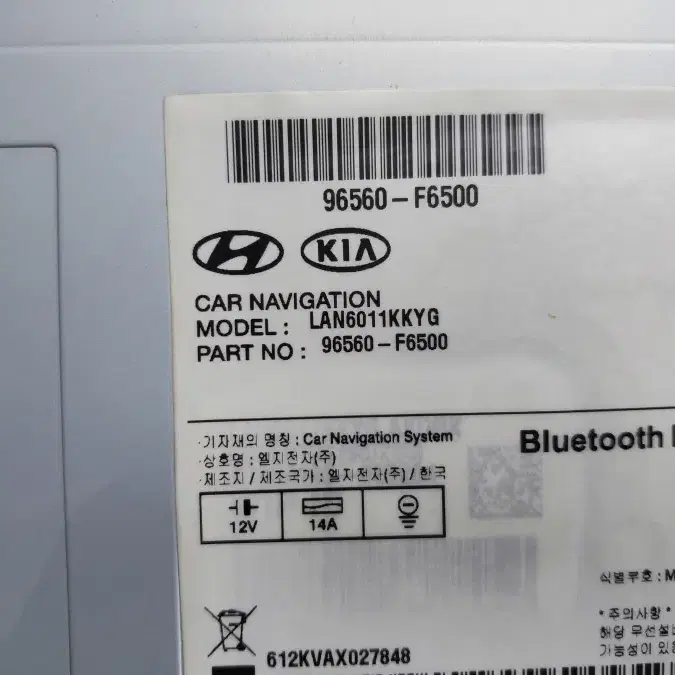 96560-F6500
KIA
CAR NAVIGATION
MODEL : LAN6011KKYG
PART NO : 96560-F6500
·기자재의 명칭 : Car Navigation System
·상호명 : 엘지전자(주)
·제조자 / 제조국가 : 엘지전자(주) / 한국
Bluetooth
12V 14A
식별부호 : M
* 주의사항 *
해당 무선설비
가능성이 있
612KVAX027848